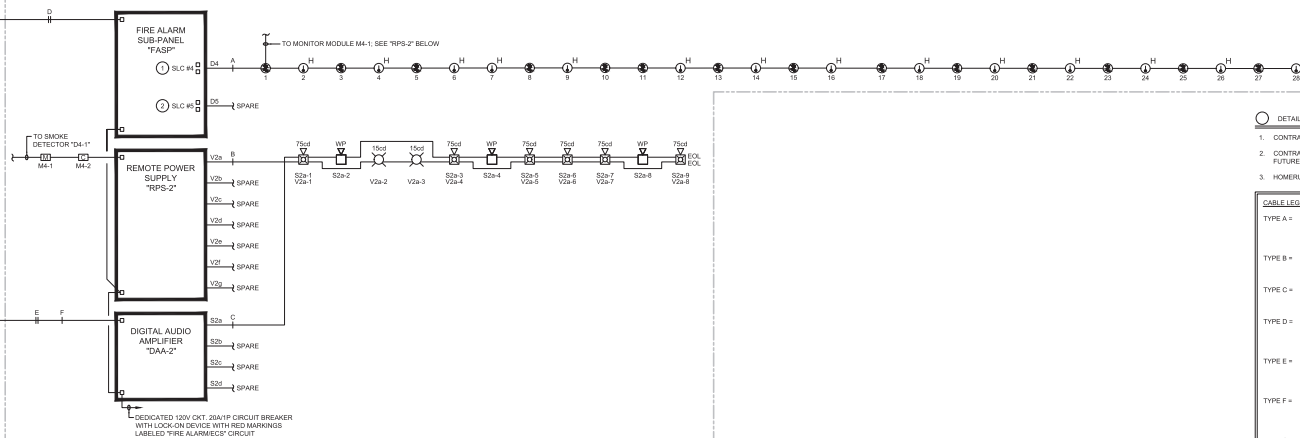 D
FIRE ALARM
SUB-PANEL
"FASP"
1 SLC #4
D4
A
2 SLC #5
D5
SPARE
TO MONITOR MODULE M4-1; SEE "RPS-2" BELOW
H H H H H H H H H H H H H
1 2 3 4 5 6 7 8 9 10 11 12 13 14 15 16 17 18 19 20 21 22 23 24 25 26 27 28
TO SMOKE
DETECTOR "D4-1"
M C
M4-1 M4-2
REMOTE POWER
SUPPLY
"RPS-2"
V2a
B
V2b
SPARE
V2c
SPARE
V2d
SPARE
V2e
SPARE
V2f
SPARE
V2g
SPARE
75cd WP 15cd 15cd 75cd WP 75cd 75cd 75cd WP 75cd
EOL
EOL
S2a-1 S2a-2 S2a-3 S2a-4 S2a-5 S2a-6 S2a-7 S2a-8 S2a-9
V2a-1 V2a-2 V2a-3 V2a-4 V2a-5 V2a-6 V2a-7 V2a-8
E F
DIGITAL AUDIO
AMPLIFIER
"DAA-2"
S2a
C
S2b
SPARE
S2c
SPARE
S2d
SPARE
DEDICATED 120V CKT. 20A/1P CIRCUIT BREAKER
WITH LOCK-ON DEVICE WITH RED MARKINGS
LABELED "FIRE ALARM/ECS" CIRCUIT
DETAIL
1. CONTRA
2. CONTRA
FUTURE
3. HOMERU
CABLE LEG
TYPE A =
TYPE B =
TYPE C =
TYPE D =
TYPE E =
TYPE F =